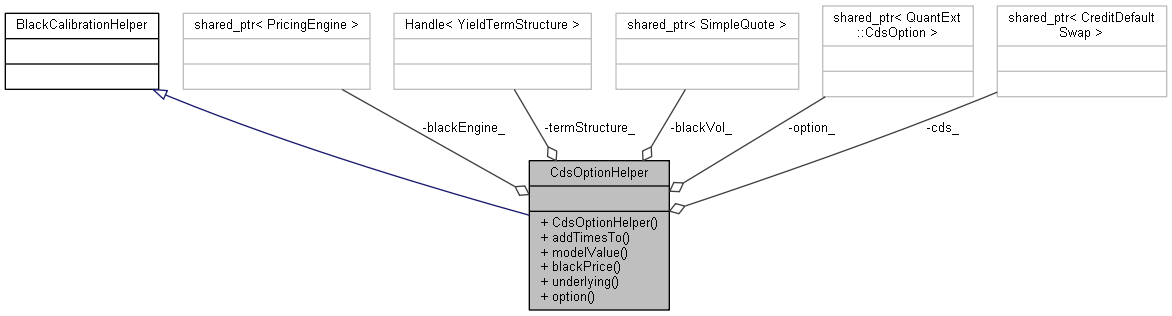 BlackCalibrationHelper
shared_ptr< PricingEngine >
Handle< YieldTermStructure >
shared_ptr< SimpleQuote >
shared_ptr< QuantExt
::CdsOption >
shared_ptr< CreditDefault
Swap >
-blackEngine_
-termStructure_
-blackVol_
-option_
-cds_
CdsOptionHelper
+ CdsOptionHelper()
+ addTimesTo()
+ modelValue()
+ blackPrice()
+ underlying()
+ option()